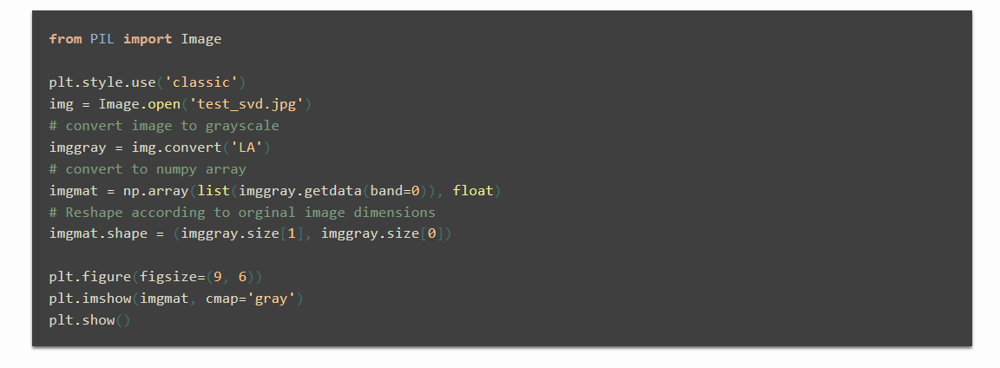 from PIL import Image
plt.style.use('classic')
img = Image.open('test_svd.jpg')
# convert image to grayscale
imggray = img.convert('LA')
# convert to numpy array
imgmat = np.array(list(imggray.getdata(band=0)), float)
# Reshape according to orginal image dimensions
imgmat.shape = (imggray.size[1], imggray.size[0])
plt.figure(figsize=(9, 6))
plt.imshow(imgmat, cmap='gray')
plt.show()